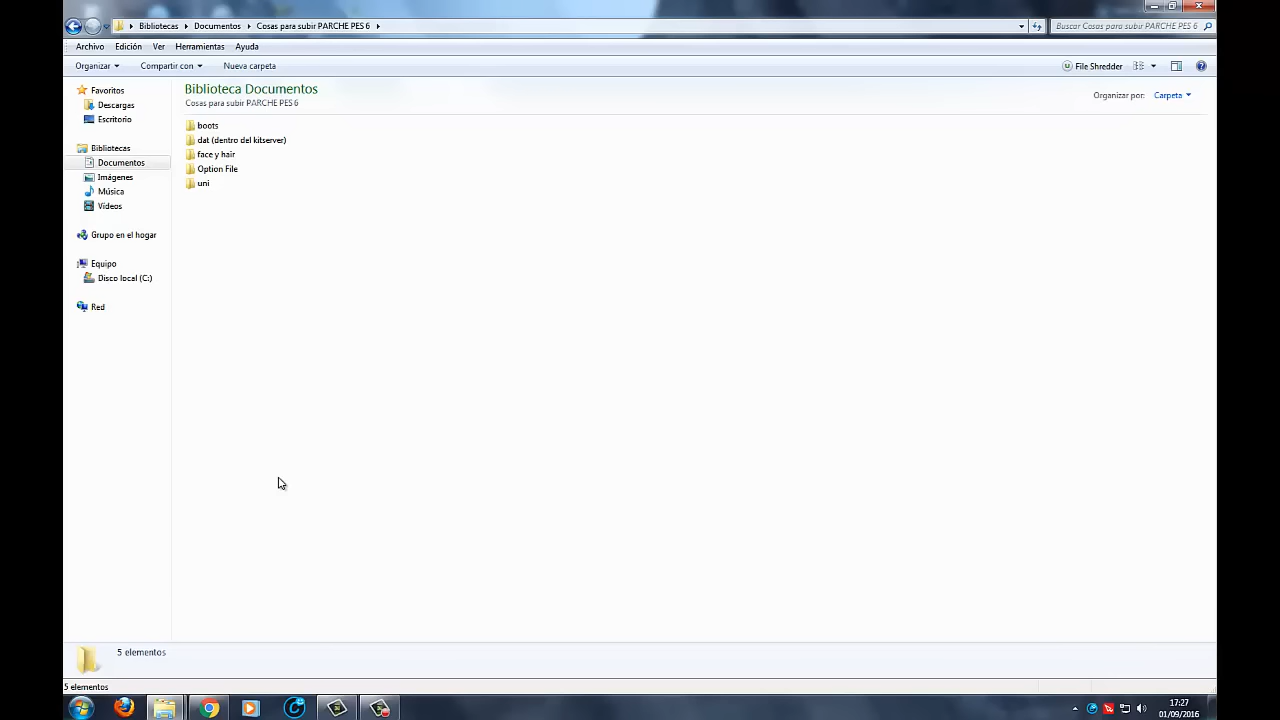 Bibliotecas Documentos Cosas para subir PARCHE PES 6
Buscar Cosas para subir PARCHE PES 6
Archivo Edición Ver Herramientas Ayuda
Organizar Compartir con Nueva carpeta
File Shredder
Biblioteca Documentos
Cosas para subir PARCHE PES 6
Organizar por: Carpeta
Favoritos
Descargas
Escritorio
Bibliotecas
Documentos
Imágenes
Música
Vídeos
Grupo en el hogar
Equipo
Disco local (C:)
Red
boots
dat (dentro del kitserver)
face y hair
Option File
uni
5 elementos
5 elementos
17:27
01/09/2016